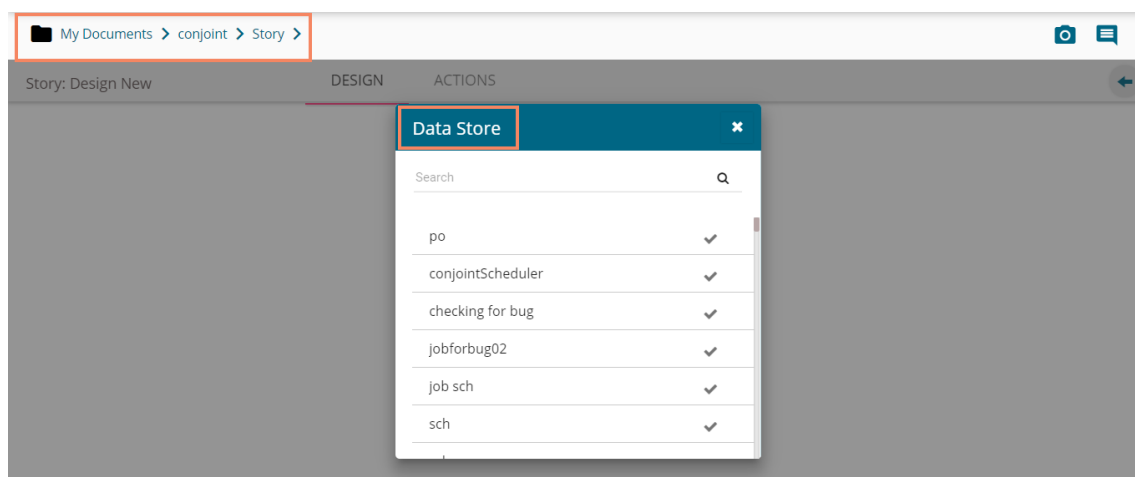 My Documents > conjoint > Story >
Story: Design New DESIGN ACTIONS
Data Store
Search
po
conjointScheduler
checking for bug
jobforbug02
job sch
sch